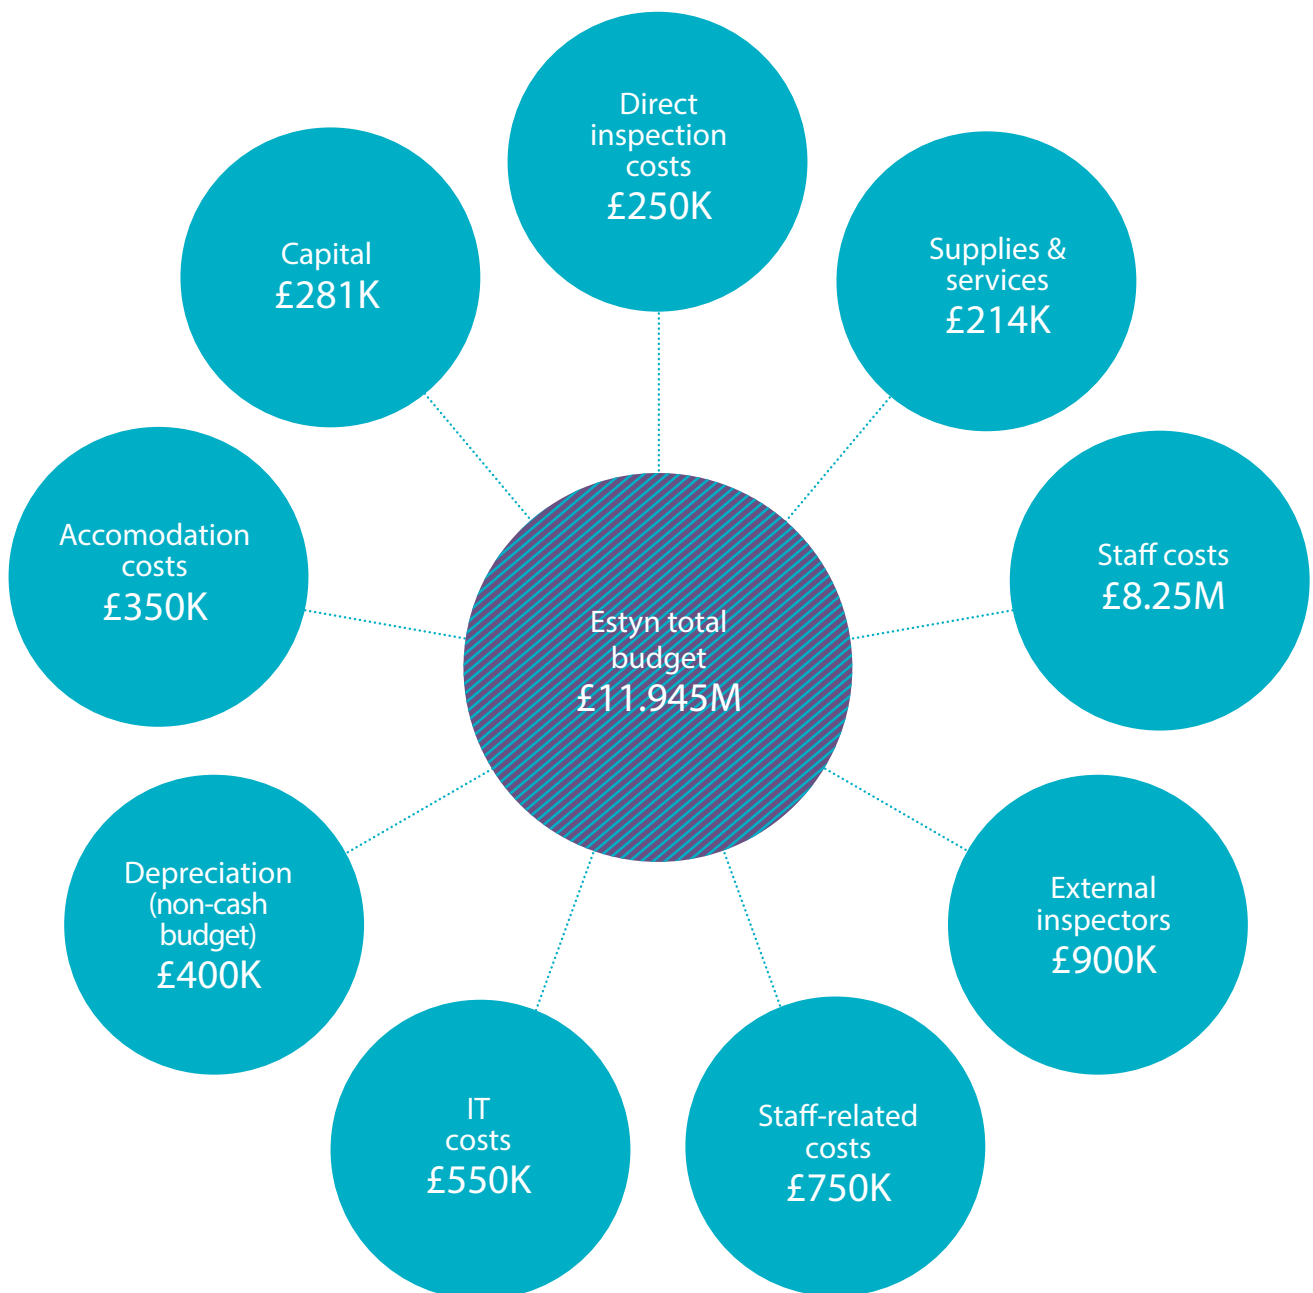 Direct
inspection
costs
£250K
Supplies &
services
£214K
Staff costs
£8.25M
External
inspectors
£900K
Staff-related
costs
£750K
IT
costs
£550K
Depreciation
(non-cash
budget)
£400K
Accomodation
costs
£350K
Capital
£281K
Estyn total
budget
£11.945M